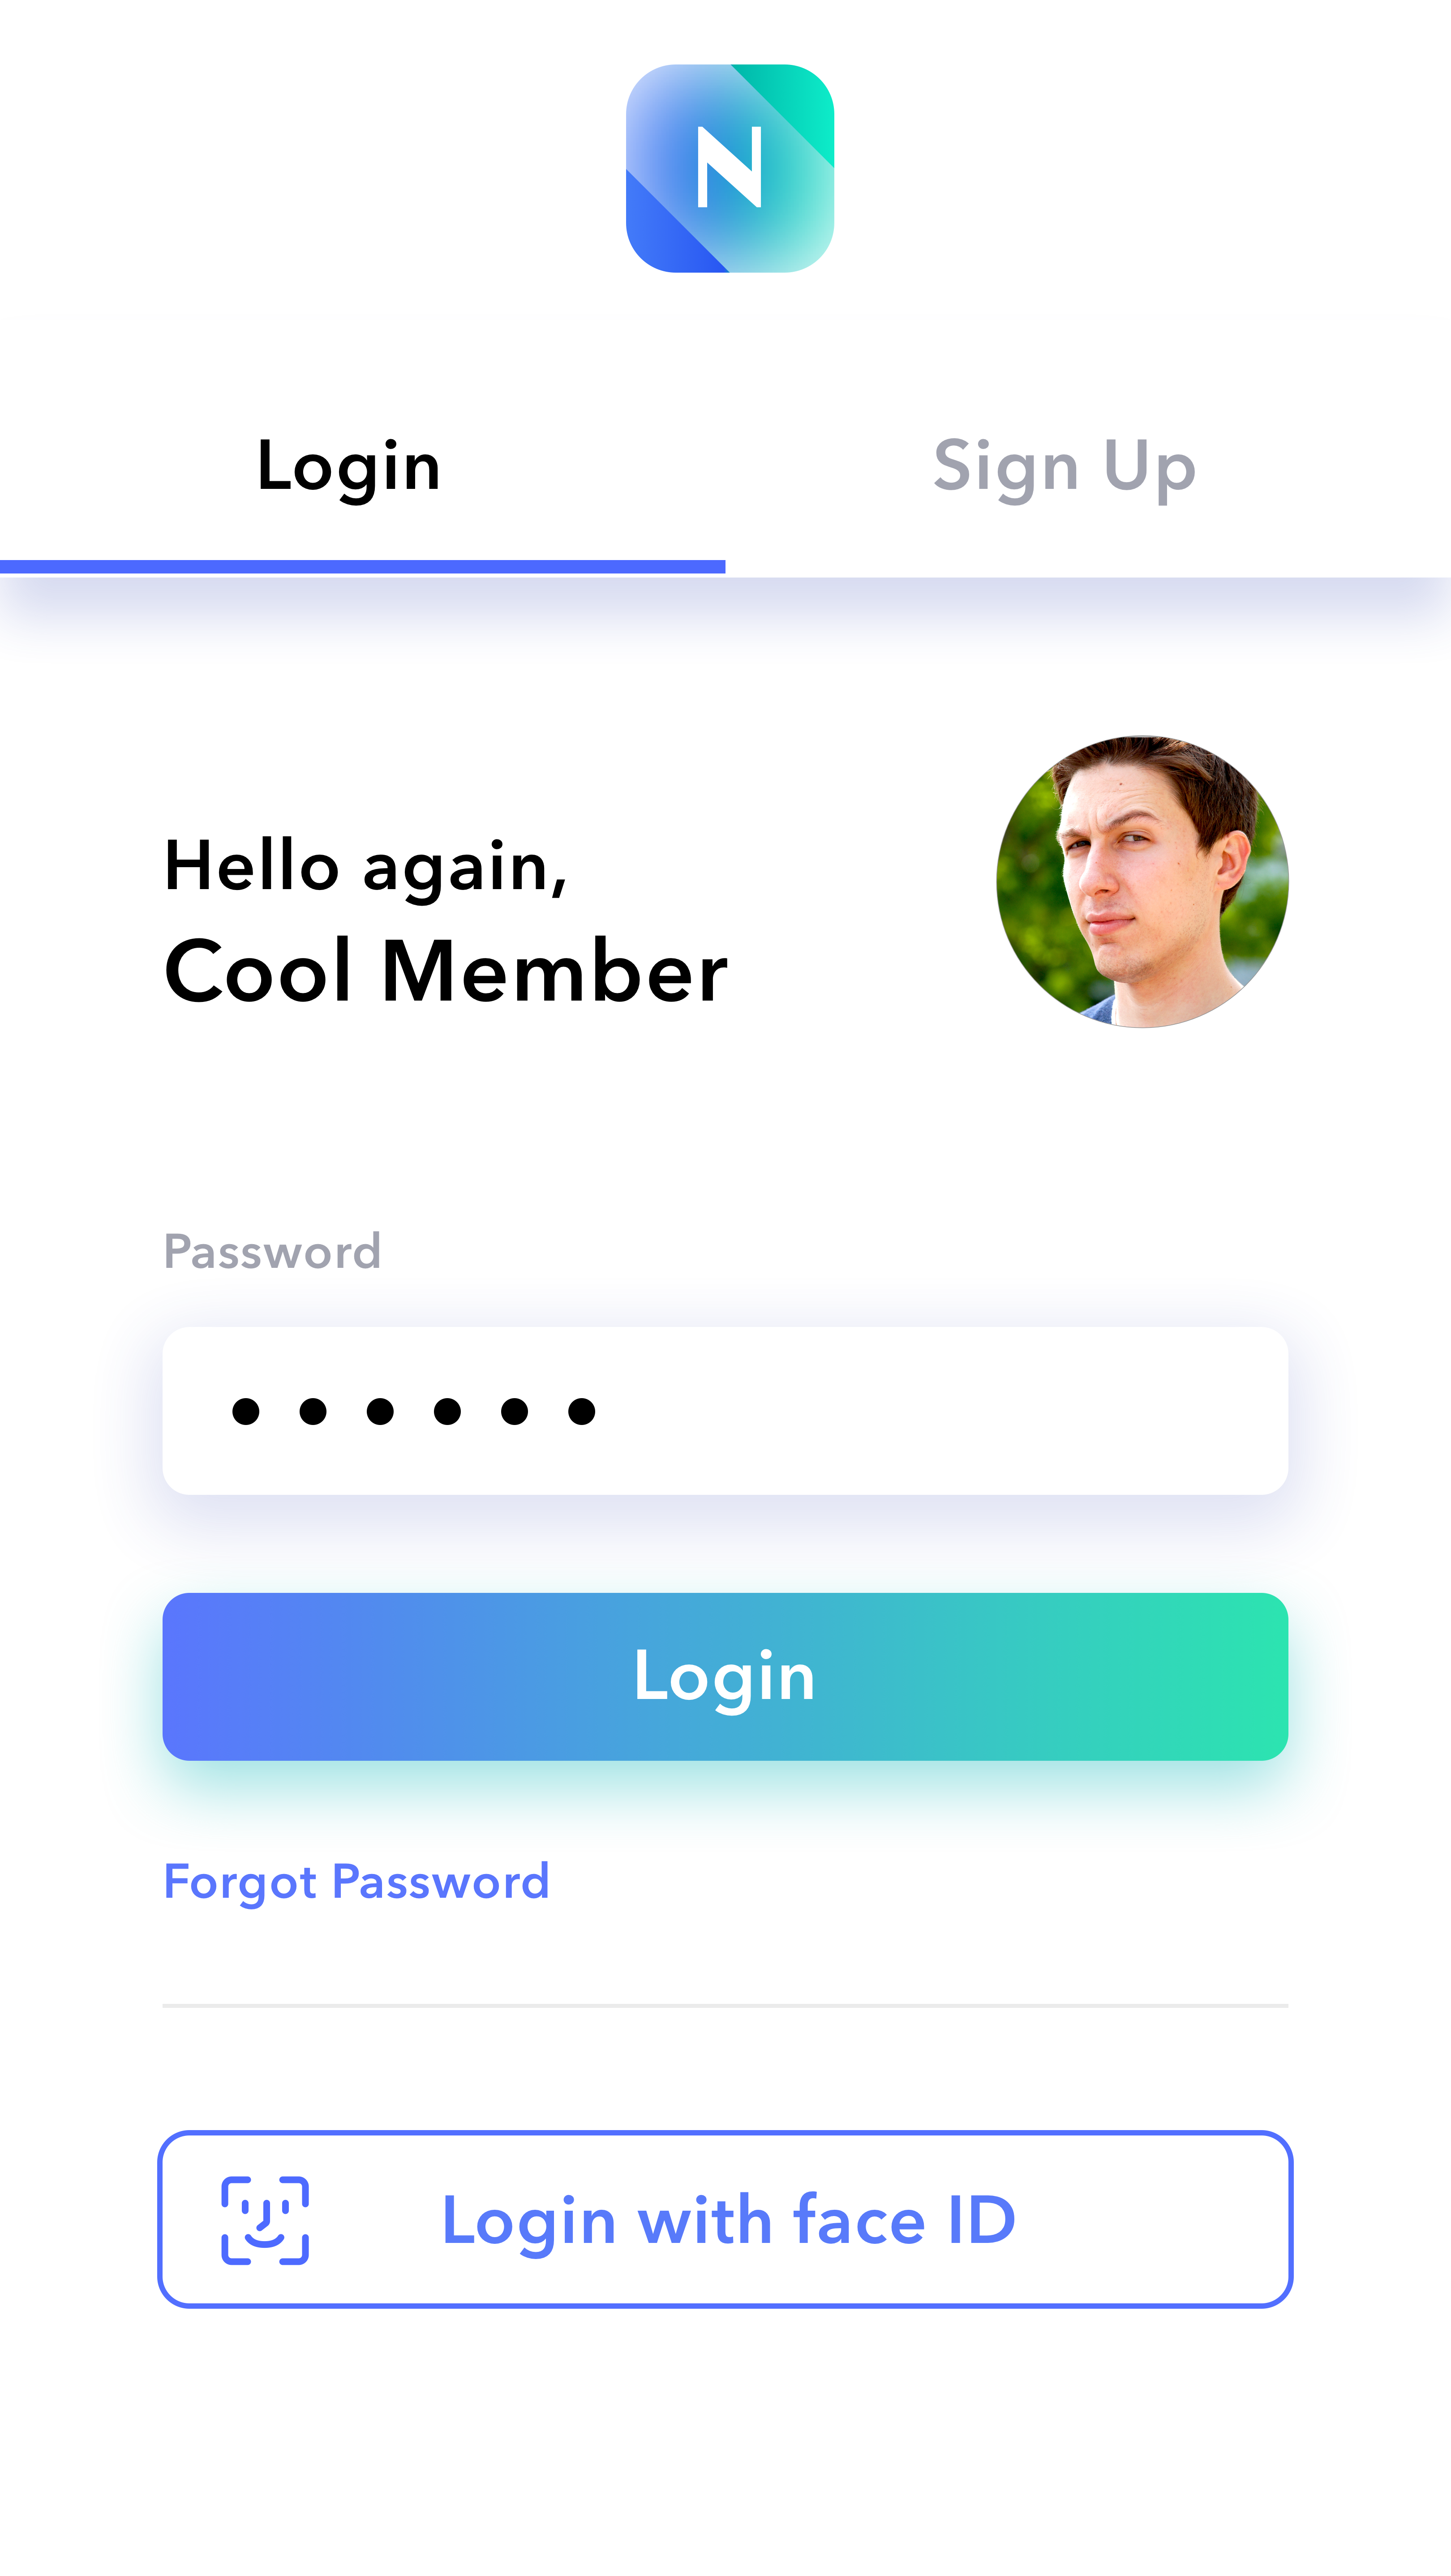 N
Login
Sign Up
Hello again,
Cool Member
Password
Login
Forgot Password
Login with face ID